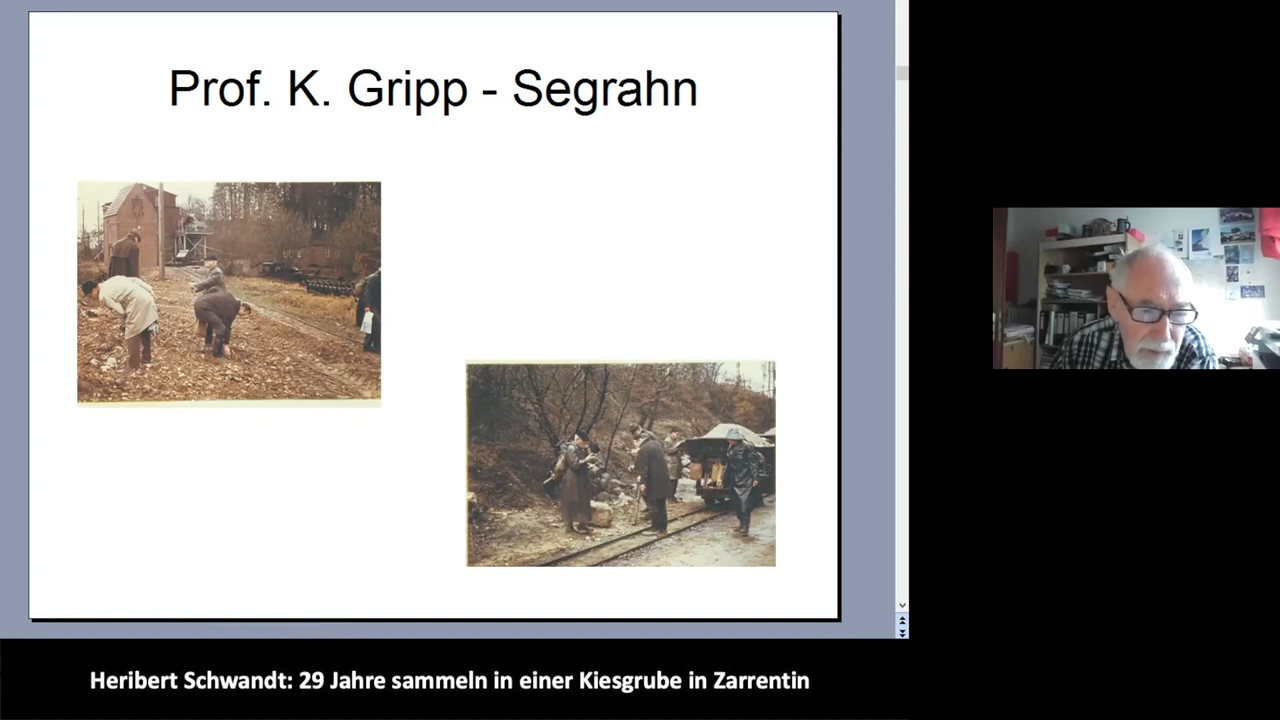 Prof. K. Gripp - Segrahn
Heribert Schwandt: 29 Jahre sammeln in einer Kiesgrube in Zarrentin